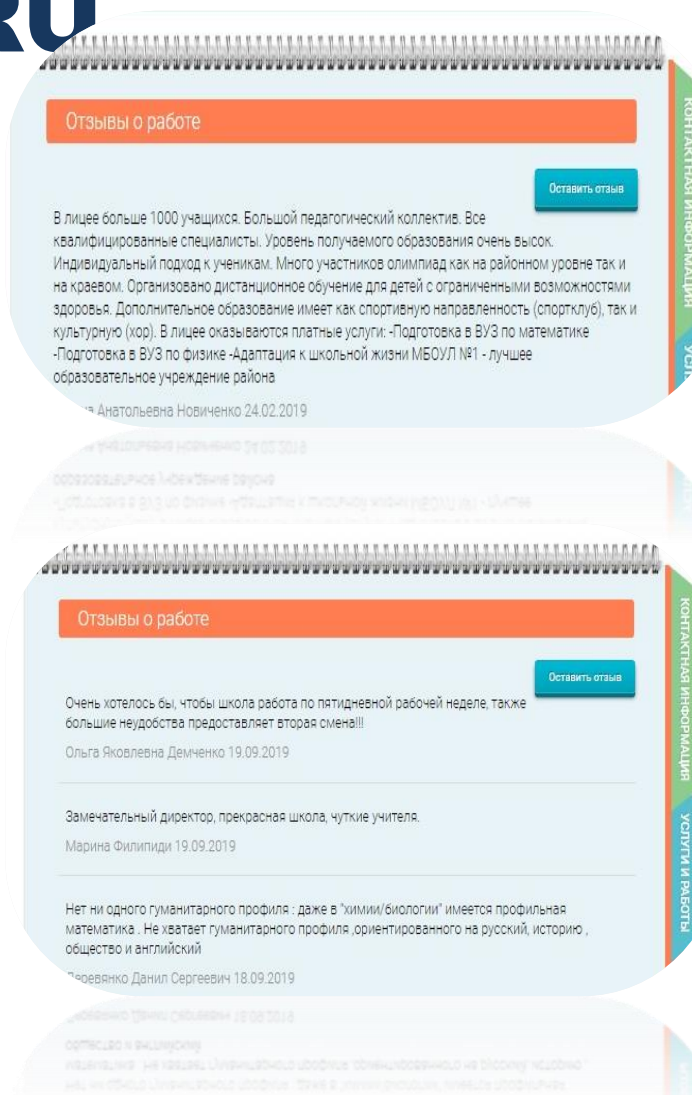 RU
Отзывы о работе
Оставить отзыв
В лицее больше 1000 учащихся. Большой педагогический коллектив. Все
квалифицированные специалисты. Уровень получаемого образования очень высок.
Индивидуальный подход к ученикам. Много участников олимпиад как на районном уровне так и
на краевом. Организовано дистанционное обучение для детей с ограниченными возможностями
здоровья. Дополнительное образование имеет как спортивную направленность (спортклуб), так и
культурную (хор). В лицее оказываются платные услуги: -Подготовка в ВУЗ по математике
-Подготовка в ВУЗ по физике -Адаптация к школьной жизни МБОУЛ №1 - лучшее
образовательное учреждение района
Анатольевна Новиченко 24.02.2019
КОНТАКТНАЯ ИНФОРМАЦИЯ
Отзывы о работе
Оставить отзыв
Очень хотелось бы, чтобы школа работа по пятидневной рабочей неделе, также
большие неудобства предоставляет вторая смена!!!
Ольга Яковлевна Демченко 19.09.2019
Замечательный директор, прекрасная школа, чуткие учителя.
Марина Филипиди 19.09.2019
Нет ни одного гуманитарного профиля : даже в "химии/биологии" имеется профильная
математика . Не хватает гуманитарного профиля ,ориентированного на русский, историю ,
общество и английский
Деревянко Данил Сергеевич 18.09.2019
КОНТАКТНАЯ ИНФОРМАЦИЯ
УСЛУГИ И РАБОТЫ